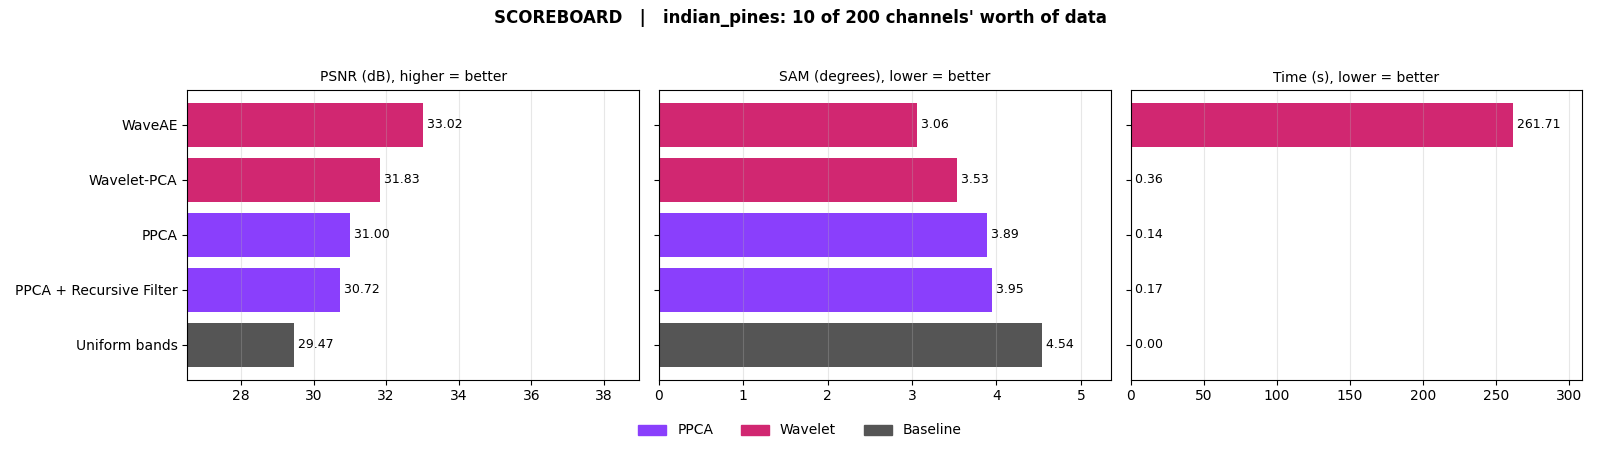 SCOREBOARD | indian_pines: 10 of 200 channels' worth of data
PSNR (dB), higher = better
SAM (degrees), lower = better
Time (s), lower = better
WaveAE
33.02
3.06
261.71
Wavelet-PCA
31.83
3.53
0.36
PPCA
31.00
3.89
0.14
PPCA + Recursive Filter
30.72
3.95
0.17
Uniform bands
29.47
4.54
0.00
28 30 32 34 36 38
0 1 2 3 4 5
0 50 100 150 200 250 300
PPCA Wavelet Baseline